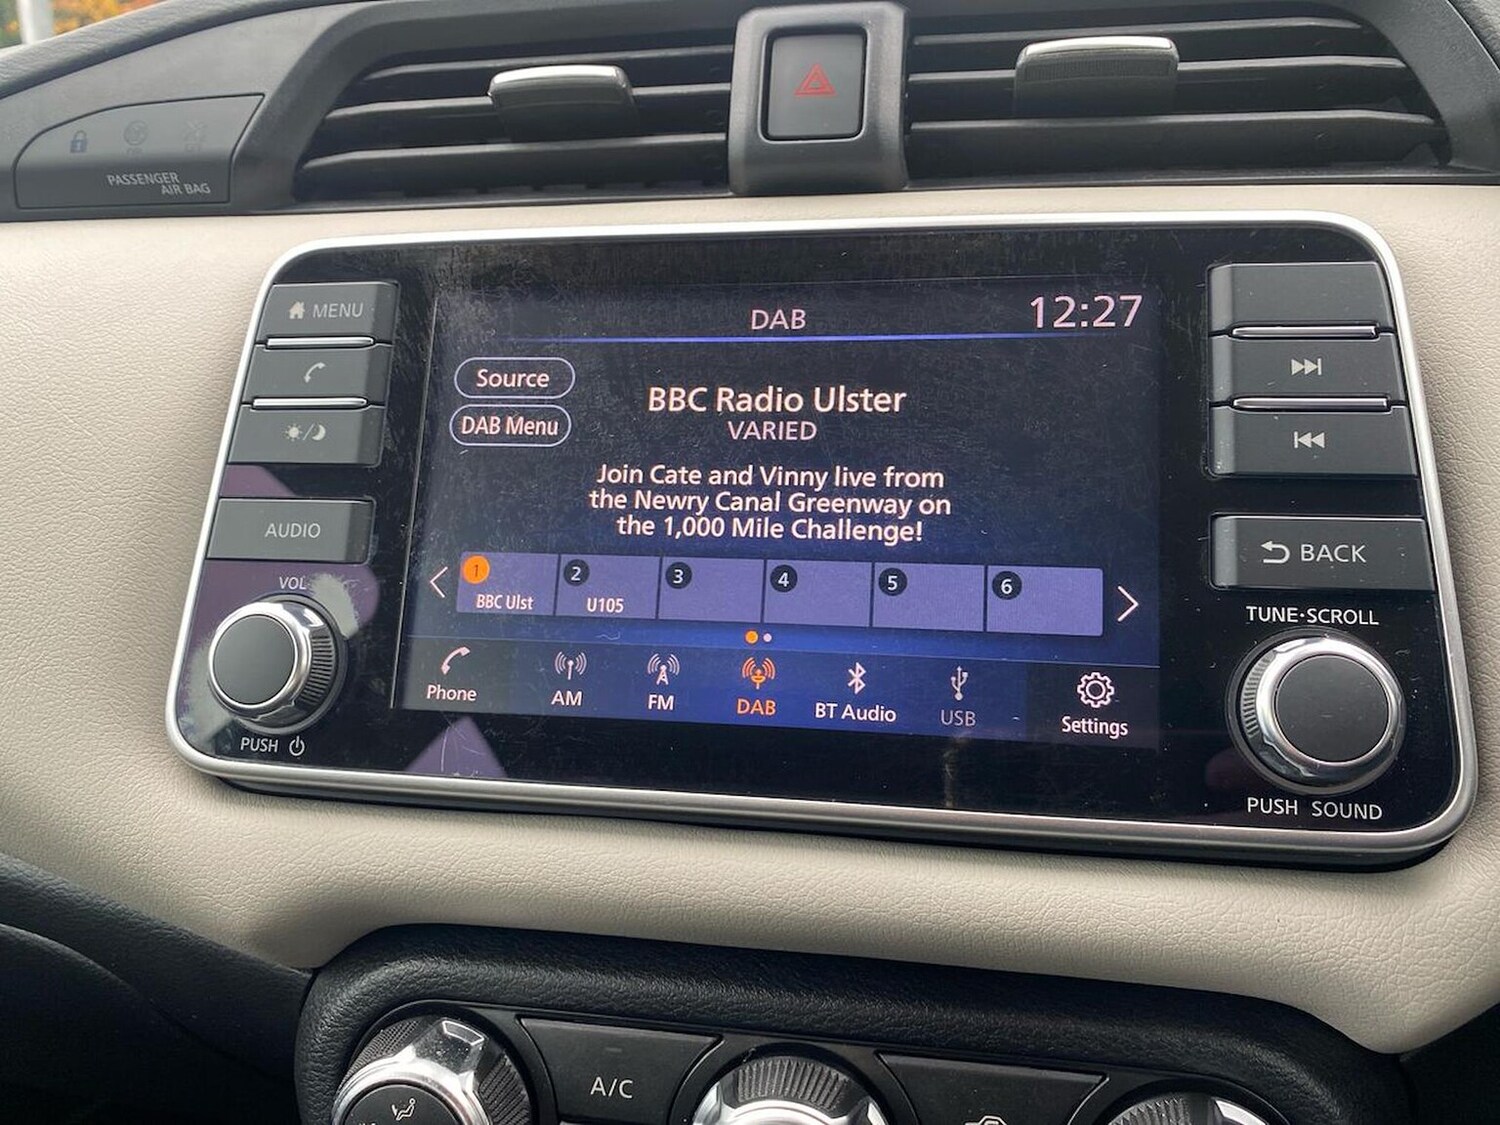 PASSENGER
AIR BAG
MENU
DAB
12:27
Source
BBC Radio Ulster
DAB Menu
VARIED
Join Cate and Vinny live from
the Newry Canal Greenway on
the 1,000 Mile Challenge!
AUDIO
BACK
VOL
1
2
3
4
5
6
BBC Ulst
U105
TUNE·SCROLL
Phone
AM
FM
DAB
BT Audio
USB
Settings
PUSH
PUSH SOUND
A/C